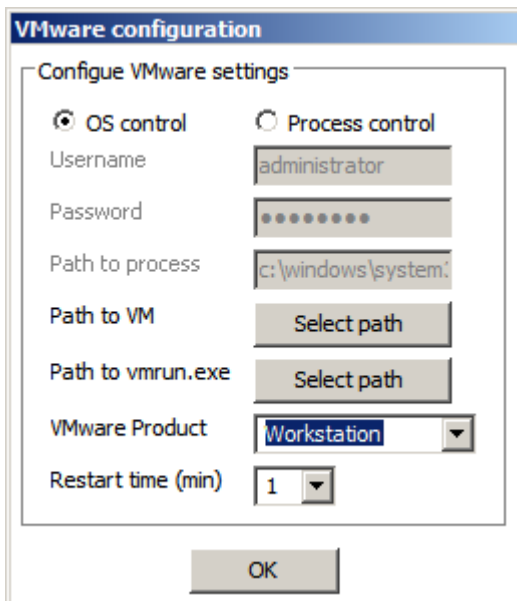 VMware configuration
Configue VMware settings
OS control Process control
Username administrator
Password ●●●●●●●●
Path to process c:\windows\system3
Path to VM Select path
Path to vmrun.exe Select path
VMware Product Workstation
Restart time (min) 1
OK